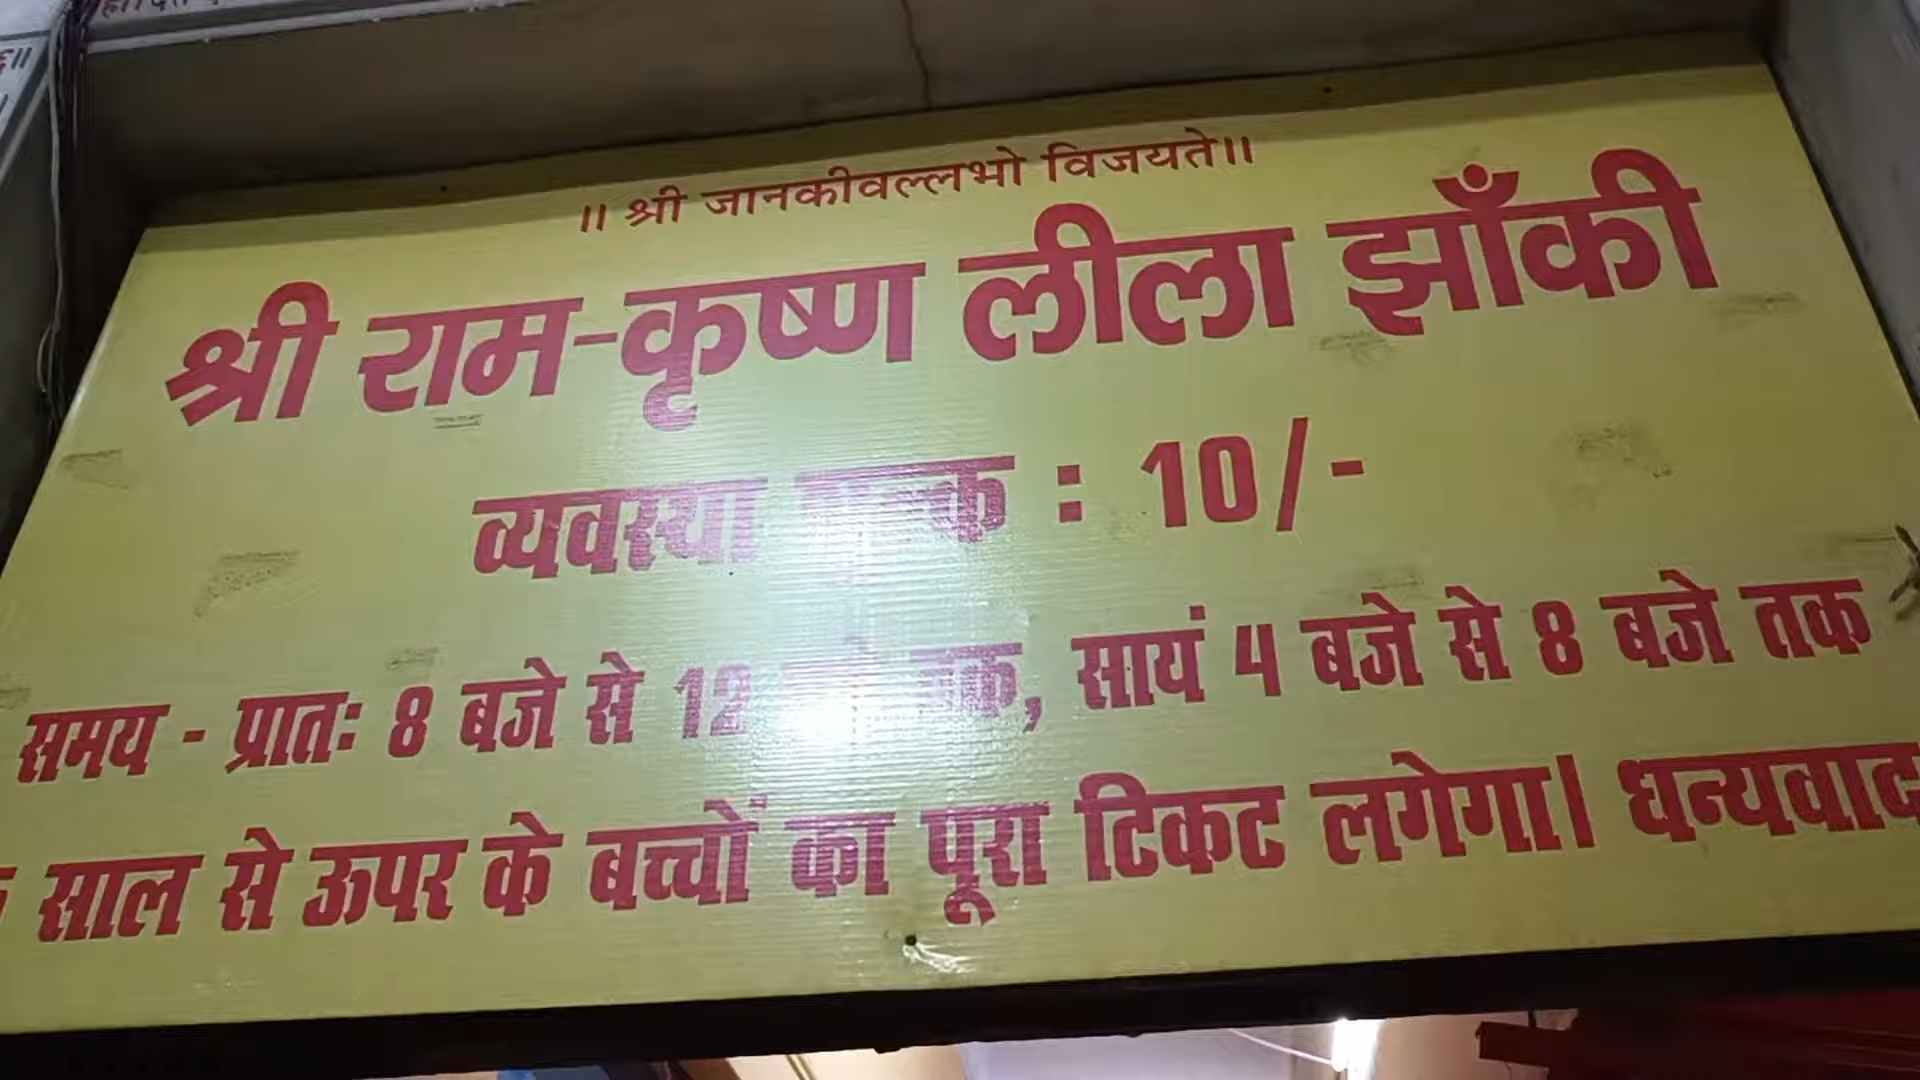 ॥ श्री जानकीवल्लभो विजयते॥
श्री राम-कृष्ण लीला झाँकी
व्यवस्था : 10/-
समय - प्रातः 8 बजे से 12 तक, सायं 4 बजे से 8 बजे तक
साल से ऊपर के बच्चों का पूरा टिकट लगेगा। धन्यवाद